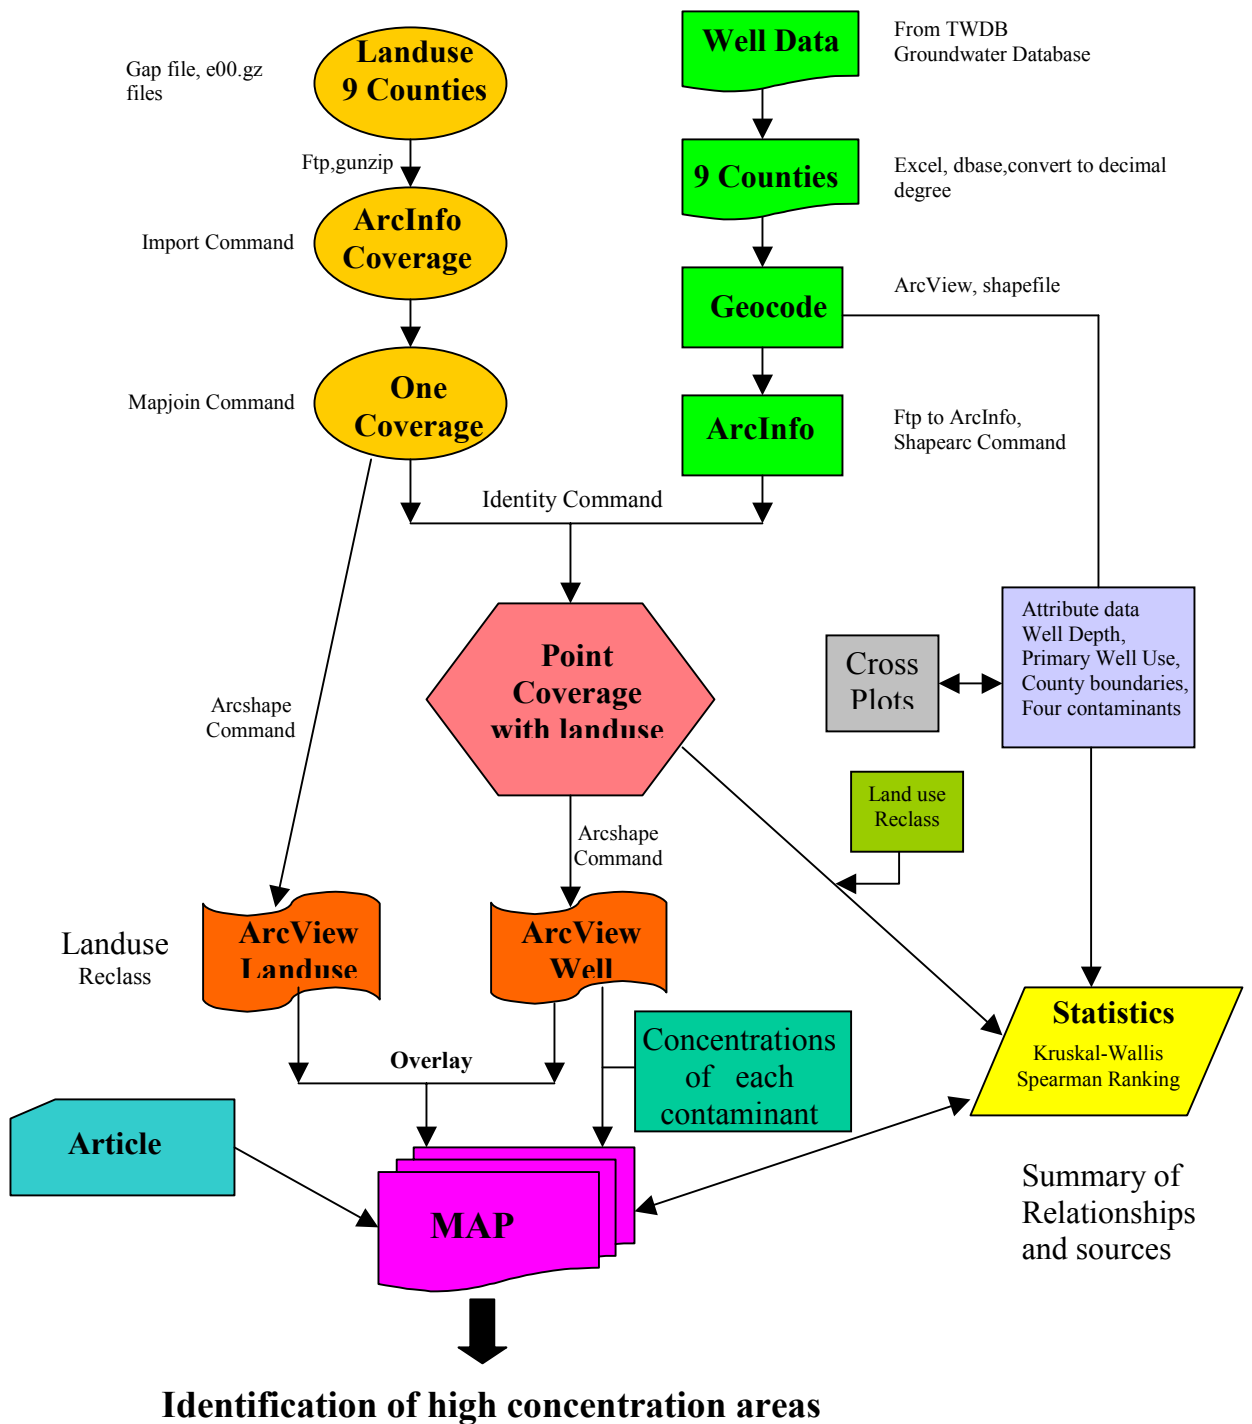 Landuse
9 Counties
Gap file, e00.gz
files
Well Data
From TWDB
Groundwater Database
Ftp,gunzip
9 Counties
Excel, dbase,convert to decimal
degree
ArcInfo
Coverage
Import Command
Geocode
ArcView, shapefile
One
Coverage
Mapjoin Command
ArcInfo
Ftp to ArcInfo,
Shapearc Command
Identity Command
Point
Coverage
with landuse
Cross
Plots
Attribute data
Well Depth,
Primary Well Use,
County boundaries,
Four contaminants
Arcshape
Command
Land use
Reclass
Arcshape
Command
Landuse
Reclass
ArcView
Landuse
ArcView
Well
Statistics
Kruskal-Wallis
Spearman Ranking
Overlay
Concentrations
of each
contaminant
Article
MAP
Summary of
Relationships
and sources
Identification of high concentration areas